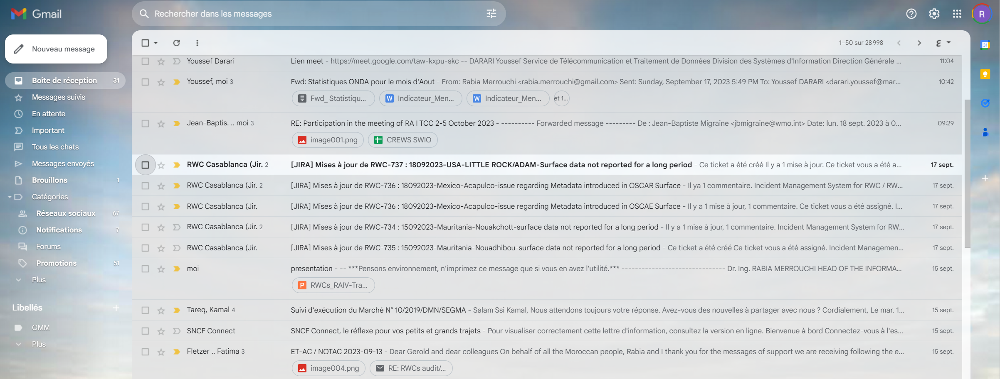 Gmail
Rechercher dans les messages
R
Nouveau message
1–50 sur 28 998
Boîte de réception 31
Messages suivis
En attente
Important
Tous les chats
Messages envoyés
Brouillons 1
Catégories
Réseaux sociaux 67
Notifications 7
Forums
Promotions 51
Plus
Libellés
OMM
Plus
Youssef Darari Lien meet - https://meet.google.com/taw-kxpu-skc -- DARARI Youssef Service de Télécommunication et Traitement de Données Division des Systèmes d'Information Direction Générale ... 11:04
Youssef, moi 3 Fwd: Statistiques ONDA pour le mois d'Aout - From: Rabia Merrouchi <rabia.merrouchi@gmail.com> Sent: Sunday, September 17, 2023 5:49 PM To: Youssef DARARI <darari.youssef@mar... 10:42
Fwd_ Statistiqu... W Indicateur_Men... W Indicateur_Men... et 1...
Jean-Baptis. .. moi 3 RE: Participation in the meeting of RA I TCC 2-5 October 2023 - ---------- Forwarded message --------- De : Jean-Baptiste Migraine <jbmigraine@wmo.int> Date: lun. 18 sept. 2023 à 0... 09:29
image001.png CREWS SWIO
RWC Casablanca (Jir. 2 [JIRA] Mises à jour de RWC-737 : 18092023-USA-LITTLE ROCK/ADAM-Surface data not reported for a long period - Ce ticket a été créé Il y a 1 mise à jour. Ce ticket vous a été a... 17 sept.
RWC Casablanca (Jir. 2 [JIRA] Mises à jour de RWC-736 : 18092023-Mexico-Acapulco-issue regarding Metadata introduced in OSCAR Surface - Il ya 1 commentaire. Incident Management System for RWC / RW... 17 sept.
RWC Casablanca (Jir. [JIRA] Mises à jour de RWC-736 : 18092023-Mexico-Acapulco-issue regarding Metadata introduced in OSCAE Surface - Il y a 1 mise à jour, 1 commentaire. Ce ticket vous a été assigné. I... 17 sept.
RWC Casablanca (Jir. 2 [JIRA] Mises à jour de RWC-734 : 15092023-Mauritania-Nouakchott-surface data not reported for a long period - Il y a 1 mise à jour, 1 commentaire. Incident Management System for RW... 17 sept.
RWC Casablanca (Jir. [JIRA] Mises à jour de RWC-735 : 15092023-Mauritania-Nouadhibou-surface data not reported for a long period - Ce ticket a été créé Ce ticket vous a été assigné. Incident Managemen... 17 sept.
moi presentation - -- ***Pensons environnement, n'imprimez ce message que si vous en avez l'utilité.*** ------------------------------- Dr. Ing. RABIA MERROUCHI HEAD OF THE INFORMA... 15 sept.
P RWCs_RAIV-Tra...
Tareq, Kamal 4 Suivi d'exécution du Marché N° 10/2019/DMN/SEGMA - Salam Ssi Kamal, Nous attendons toujours votre réponse. Avez-vous des nouvelles à partager avec nous ? Cordialement, Le mar. 1... 15 sept.
SNCF Connect SNCF Connect, le réflexe pour vos petits et grands trajets - Pour visualiser correctement cette lettre d'information, consultez la version en ligne. Bienvenue à bord Connectez-vous à l'es... 15 sept.
Fletzer .. Fatima 3 ET-AC / NOTAC 2023-09-13 - Dear Gerold and dear colleagues On behalf of all the Moroccan people, Rabia and I thank you for the messages of support we are receiving following the e... 15 sept.
image004.png RE: RWCs audit/...
31